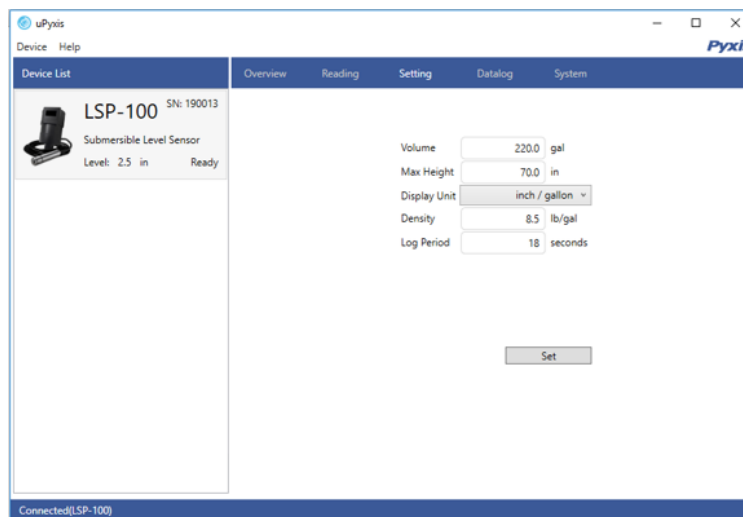 uPyxis
Device Help
Device List
Overview Reading Setting Datalog System
LSP-100 SN: 190013
Submersible Level Sensor
Level: 2.5 in Ready
Volume 220.0 gal
Max Height 70.0 in
Display Unit inch / gallon
Density 8.5 lb/gal
Log Period 18 seconds
Set
Connected(LSP-100)